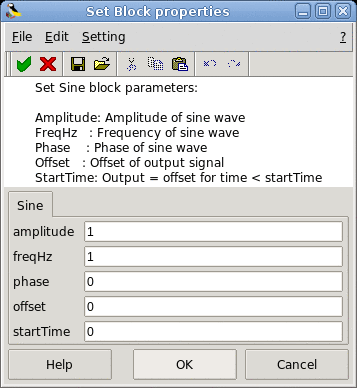 Set Block properties
File Edit Setting ?
Set Sine block parameters:
Amplitude: Amplitude of sine wave
FreqHz : Frequency of sine wave
Phase : Phase of sine wave
Offset : Offset of output signal
StartTime: Output = offset for time < startTime
Sine
amplitude 1
freqHz 1
phase 0
offset 0
startTime 0
Help OK Cancel